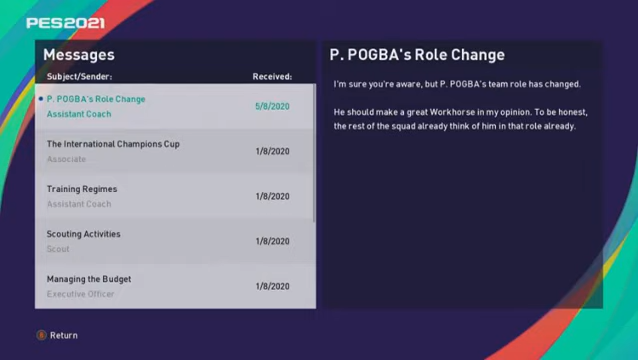 PES2021
Messages
Subject/Sender: Received:
P. POGBA's Role Change
Assistant Coach
5/8/2020
The International Champions Cup
Associate
1/8/2020
Training Regimes
Assistant Coach
1/8/2020
Scouting Activities
Scout
1/8/2020
Managing the Budget
Executive Officer
1/8/2020
P. POGBA's Role Change
I'm sure you're aware, but P. POGBA's team role has changed.
He should make a great Workhorse in my opinion. To be honest,
the rest of the squad already think of him in that role already.
Return